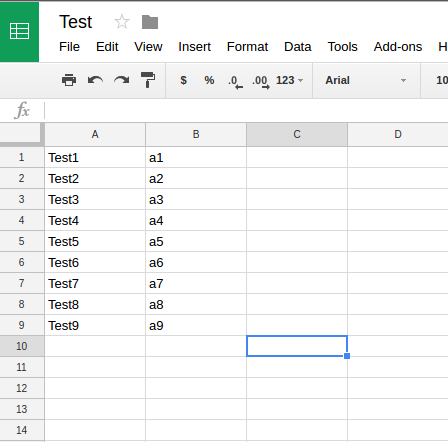 Test
File Edit View Insert Format Data Tools Add-ons H
$ % .0 .00 123 Arial 10
fx
A B C D
1 Test1 a1
2 Test2 a2
3 Test3 a3
4 Test4 a4
5 Test5 a5
6 Test6 a6
7 Test7 a7
8 Test8 a8
9 Test9 a9
10
11
12
13
14